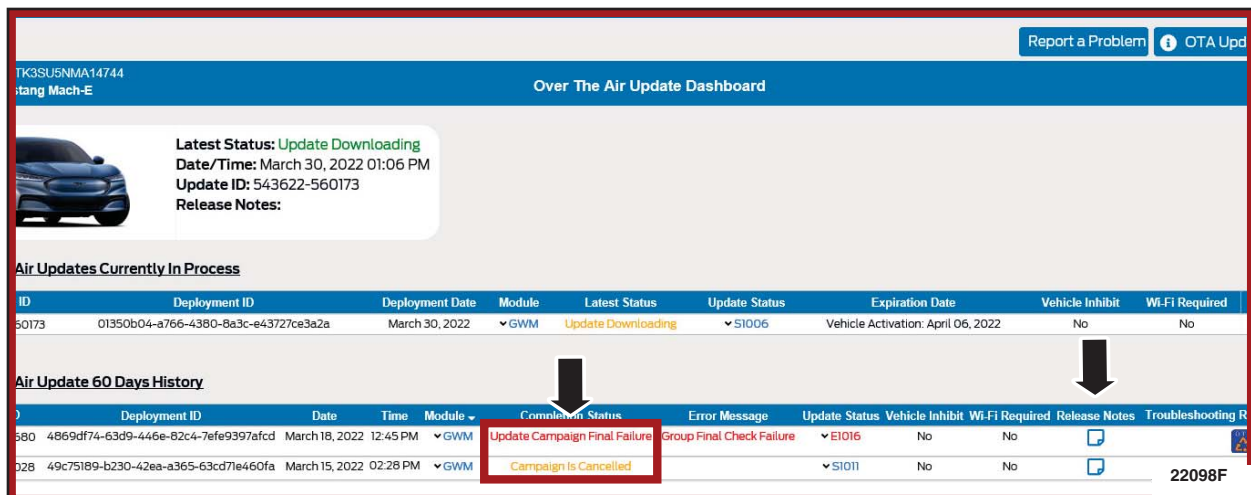 Report a Problem OTA Upd
TK3SU5NMA14744
stang Mach-E
Over The Air Update Dashboard
Latest Status: Update Downloading
Date/Time: March 30, 2022 01:06 PM
Update ID: 543622-560173
Release Notes:
Air Updates Currently In Process
ID Deployment ID Deployment Date Module Latest Status Update Status Expiration Date Vehicle Inhibit Wi-Fi Required
60173 01350b04-a766-4380-8a3c-e43727ce3a2a March 30, 2022 GWM Update Downloading S1006 Vehicle Activation: April 06, 2022 No No
Air Update 60 Days History
D Deployment ID Date Time Module Completion Status Error Message Update Status Vehicle Inhibit Wi-Fi Required Release Notes Troubleshooting R
680 4869df74-63d9-446e-82c4-7efe9397afcd March 18, 2022 12:45 PM GWM Update Campaign Final Failure Group Final Check Failure E1016 No No
028 49c75189-b230-42ea-a365-63cd71e460fa March 15, 2022 02:28 PM GWM Campaign Is Cancelled S1011 No No
22098F